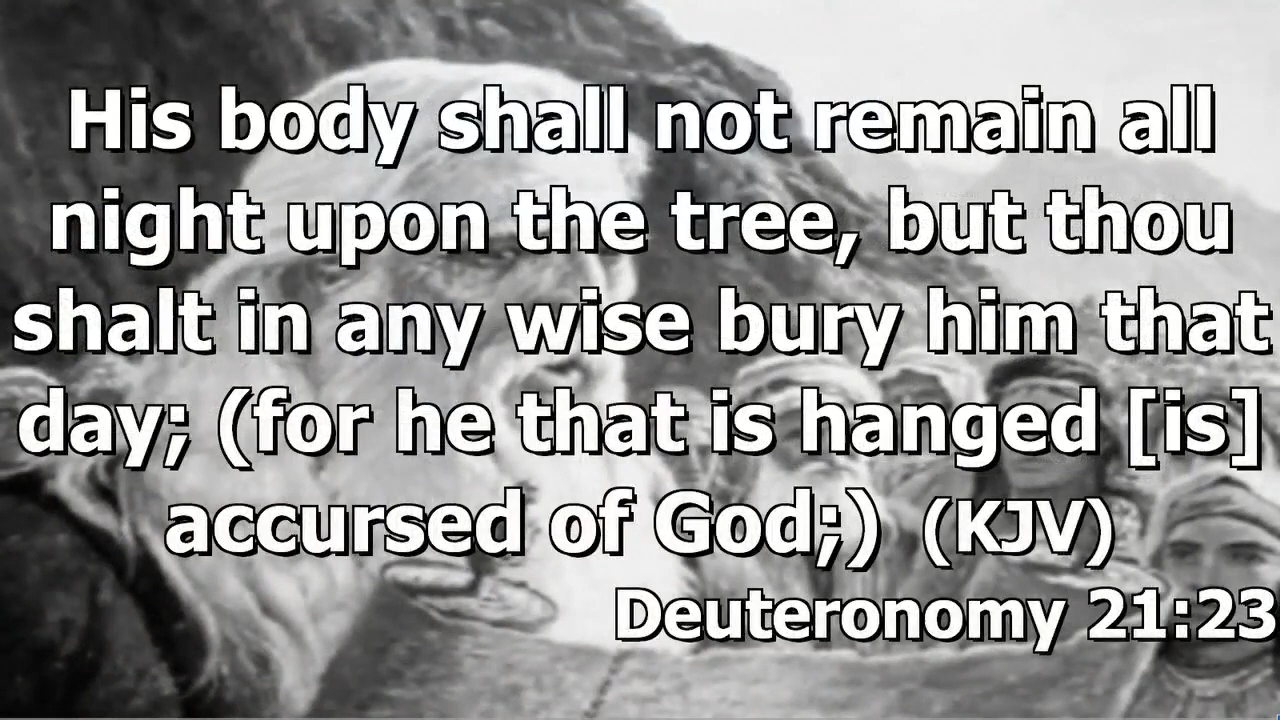 His body shall not remain all
night upon the tree, but thou
shalt in any wise bury him that
day; (for he that is hanged [is]
accursed of God;) (KJV)
Deuteronomy 21:23